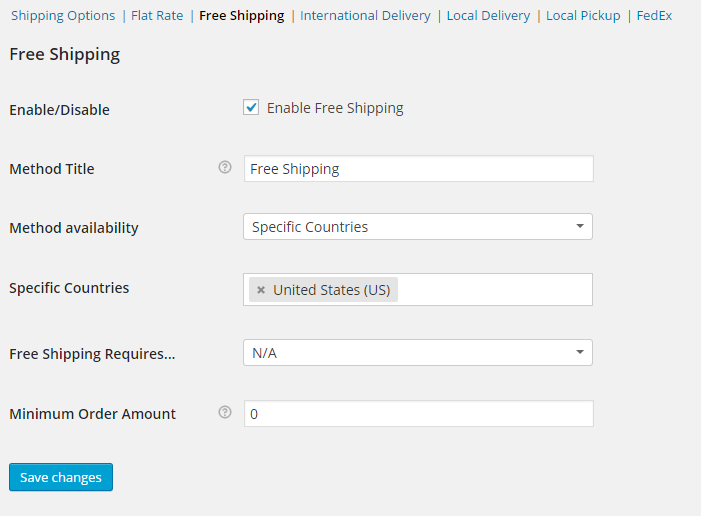 Shipping Options | Flat Rate | Free Shipping | International Delivery | Local Delivery | Local Pickup | FedEx
Free Shipping
Enable/Disable Enable Free Shipping
Method Title ? Free Shipping
Method availability Specific Countries
Specific Countries × United States (US)
Free Shipping Requires... N/A
Minimum Order Amount ? 0
Save changes